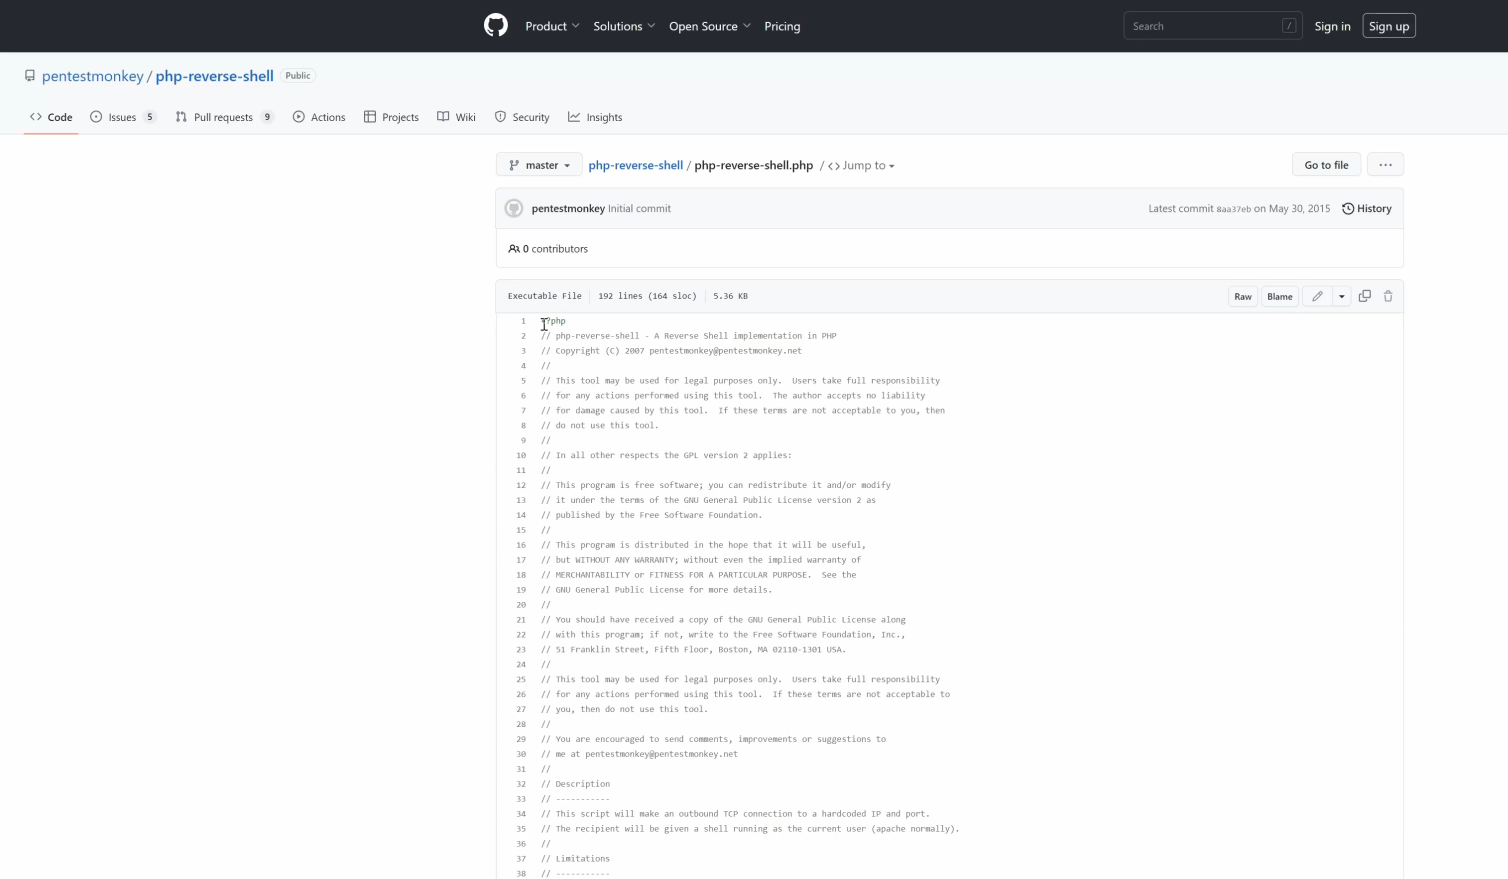 Product Solutions Open Source Pricing Search / Sign in Sign up
pentestmonkey / php-reverse-shell Public
Code Issues 5 Pull requests 9 Actions Projects Wiki Security Insights
master php-reverse-shell / php-reverse-shell.php / <> Jump to Go to file ...
pentestmonkey Initial commit Latest commit 8aa37eb on May 30, 2015 History
0 contributors
Executable File 192 lines (164 sloc) 5.36 KB Raw Blame
1 <?php
2 // php-reverse-shell - A Reverse Shell implementation in PHP
3 // Copyright (C) 2007 pentestmonkey@pentestmonkey.net
4 //
5 // This tool may be used for legal purposes only.  Users take full responsibility
6 // for any actions performed using this tool.  The author accepts no liability
7 // for damage caused by this tool.  If these terms are not acceptable to you, then
8 // do not use this tool.
9 //
10 // In all other respects the GPL version 2 applies:
11 //
12 // This program is free software; you can redistribute it and/or modify
13 // it under the terms of the GNU General Public License version 2 as
14 // published by the Free Software Foundation.
15 //
16 // This program is distributed in the hope that it will be useful,
17 // but WITHOUT ANY WARRANTY; without even the implied warranty of
18 // MERCHANTABILITY or FITNESS FOR A PARTICULAR PURPOSE.  See the
19 // GNU General Public License for more details.
20 //
21 // You should have received a copy of the GNU General Public License along
22 // with this program; if not, write to the Free Software Foundation, Inc.,
23 // 51 Franklin Street, Fifth Floor, Boston, MA 02110-1301 USA.
24 //
25 // This tool may be used for legal purposes only.  Users take full responsibility
26 // for any actions performed using this tool.  If these terms are not acceptable to
27 // you, then do not use this tool.
28 //
29 // You are encouraged to send comments, improvements or suggestions to
30 // me at pentestmonkey@pentestmonkey.net
31 //
32 // Description
33 // -----------
34 // This script will make an outbound TCP connection to a hardcoded IP and port.
35 // The recipient will be given a shell running as the current user (apache normally).
36 //
37 // Limitations
38 // -----------